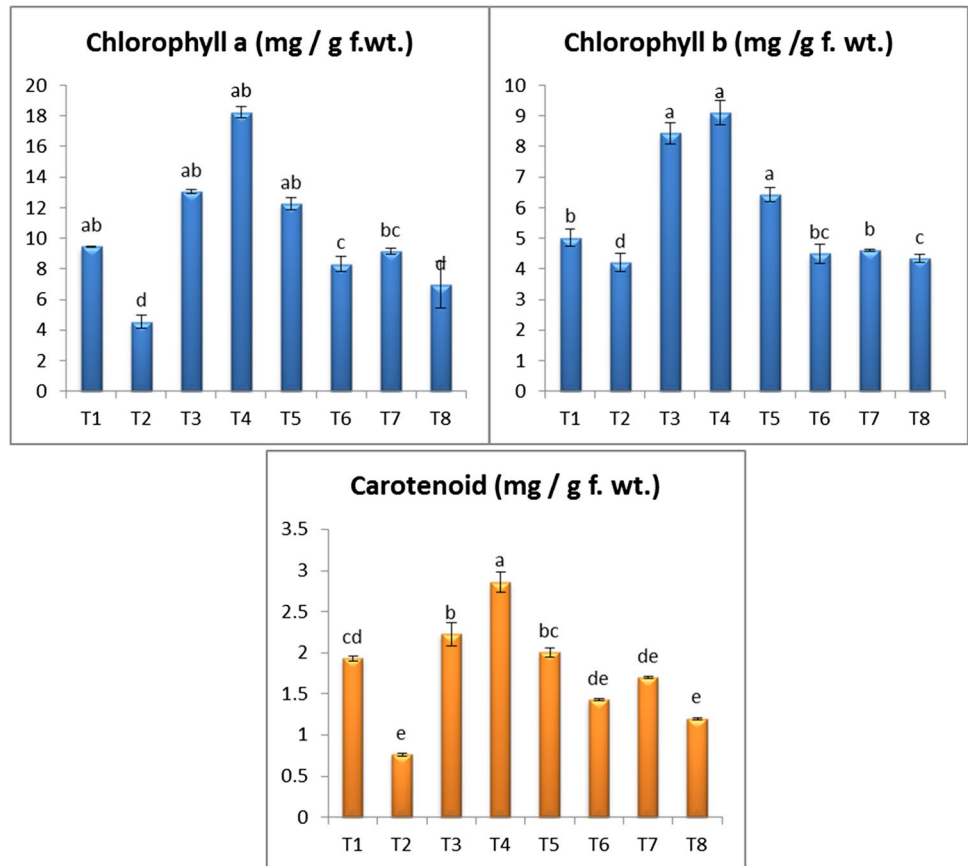 Chlorophyll a (mg / g f.wt.)
20
18
16
14
12
10
8
6
4
2
0
ab
d
ab
ab
ab
c
bc
d
T1 T2 T3 T4 T5 T6 T7 T8
Chlorophyll b (mg /g f. wt.)
10
9
8
7
6
5
4
3
2
1
0
b
d
a
a
a
bc
b
c
T1 T2 T3 T4 T5 T6 T7 T8
Carotenoid (mg / g f. wt.)
3.5
3
2.5
2
1.5
1
0.5
0
cd
e
b
a
bc
de
de
e
T1 T2 T3 T4 T5 T6 T7 T8